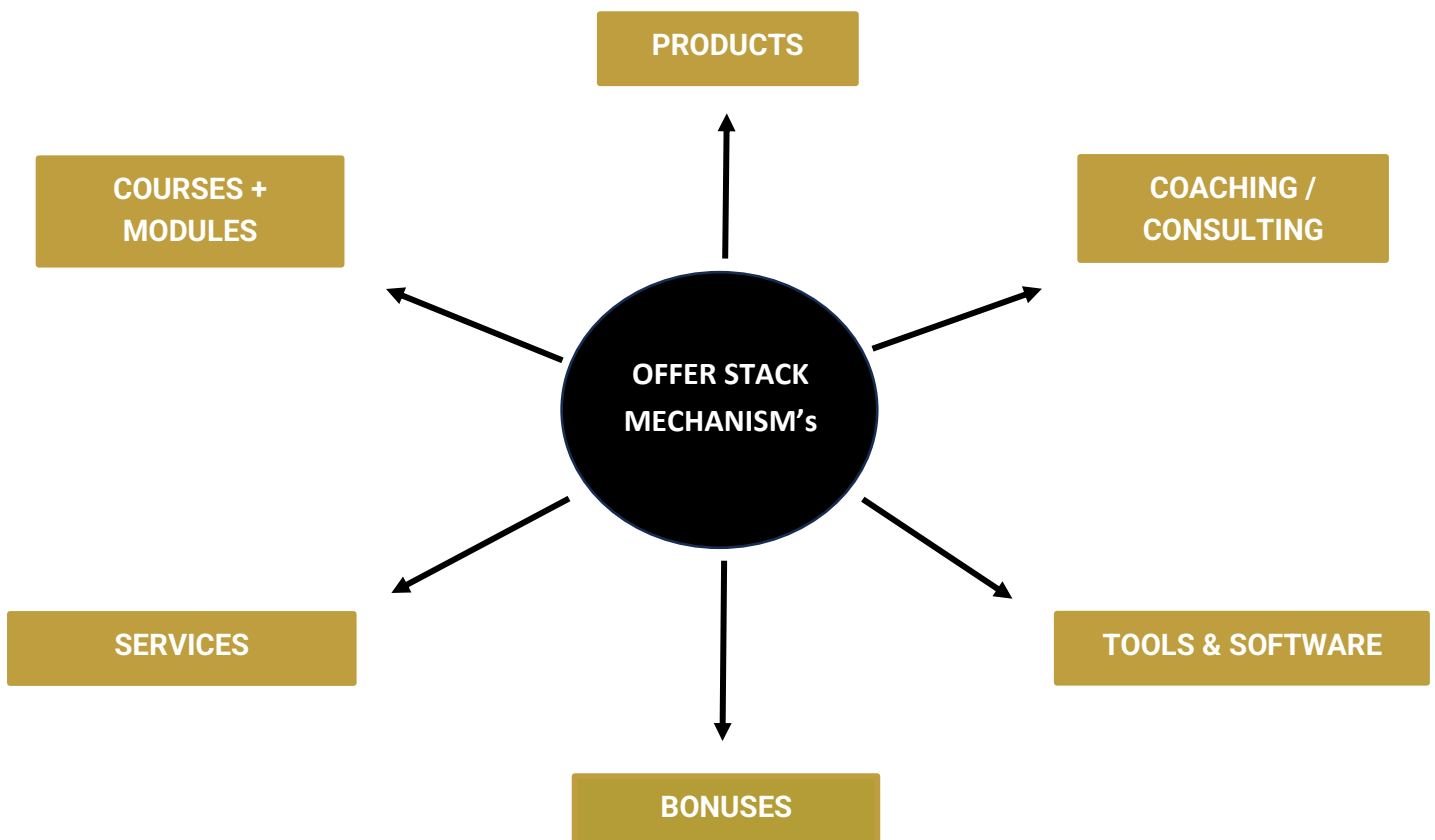 PRODUCTS
COURSES +
MODULES
COACHING /
CONSULTING
OFFER STACK
MECHANISM’s
SERVICES
TOOLS & SOFTWARE
BONUSES